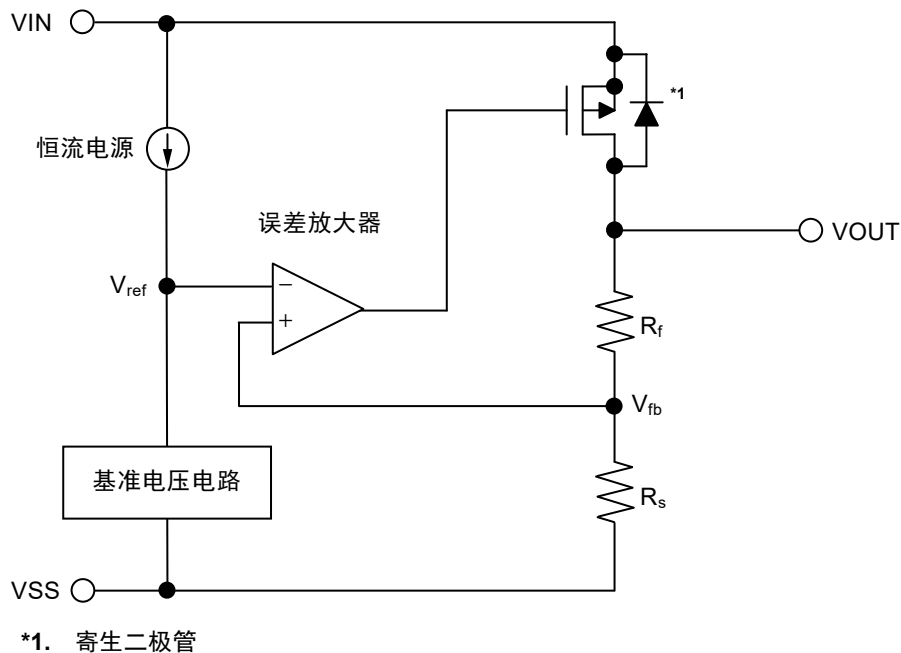 VIN
*1
恒流电源
误差放大器
VOUT
Vref
−
+
Rf
Vfb
基准电压电路
Rs
VSS
*1. 寄生二极管